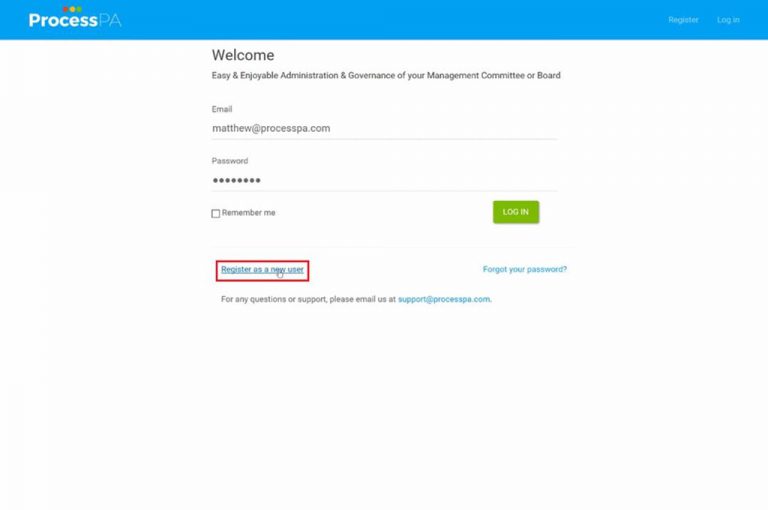 ProcessPA
Register Log in
Welcome
Easy & Enjoyable Administration & Governance of your Management Committee or Board
Email
matthew@processpa.com
Password
••••••••
Remember me
LOG IN
Register as a new user
Forgot your password?
For any questions or support, please email us at support@processpa.com.